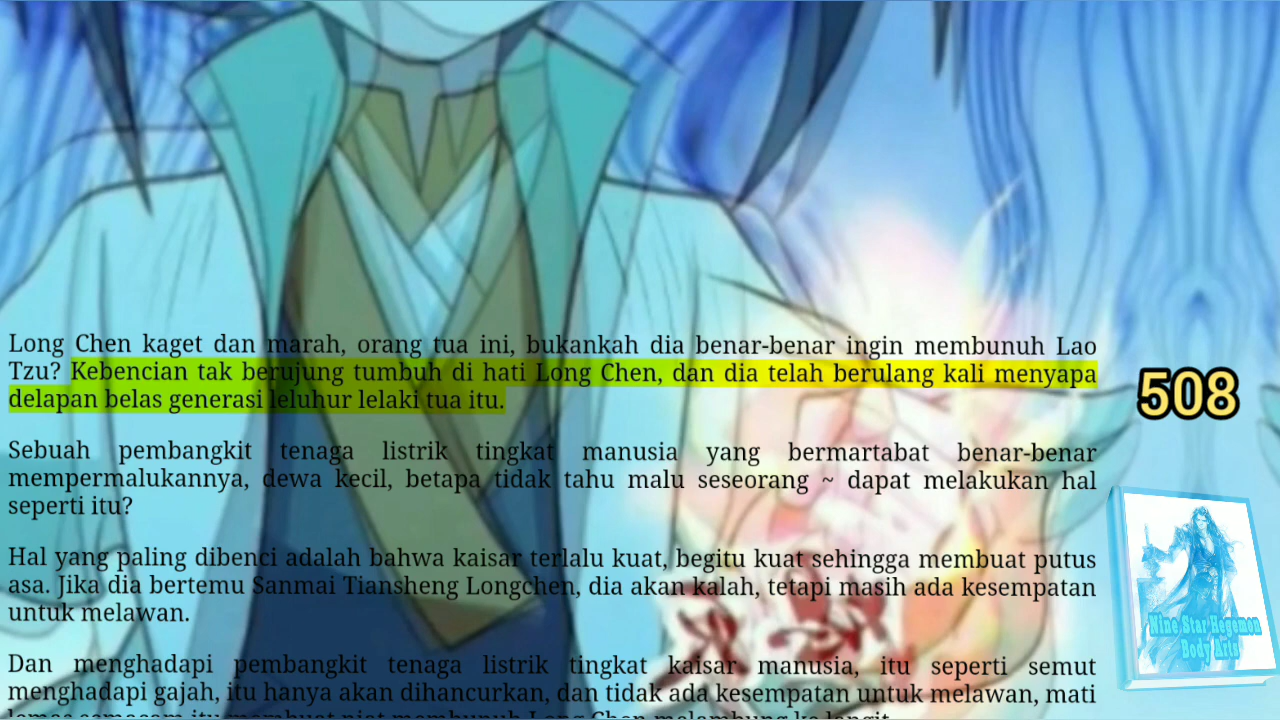 Long Chen kaget dan marah, orang tua ini, bukankah dia benar-benar ingin membunuh Lao
Tzu? Kebencian tak berujung tumbuh di hati Long Chen, dan dia telah berulang kali menyapa
delapan belas generasi leluhur lelaki tua itu.
508
Sebuah pembangkit tenaga listrik tingkat manusia yang bermartabat benar-benar
mempermalukannya, dewa kecil, betapa tidak tahu malu seseorang ~ dapat melakukan hal
seperti itu?
Hal yang paling dibenci adalah bahwa kaisar terlalu kuat, begitu kuat sehingga membuat putus
asa. Jika dia bertemu Sanmai Tiansheng Longchen, dia akan kalah, tetapi masih ada kesempatan
untuk melawan.
Nine Star Hegemon
Body Arts
Dan menghadapi pembangkit tenaga listrik tingkat kaisar manusia, itu seperti semut
menghadapi gajah, itu hanya akan dihancurkan, dan tidak ada kesempatan untuk melawan, mati